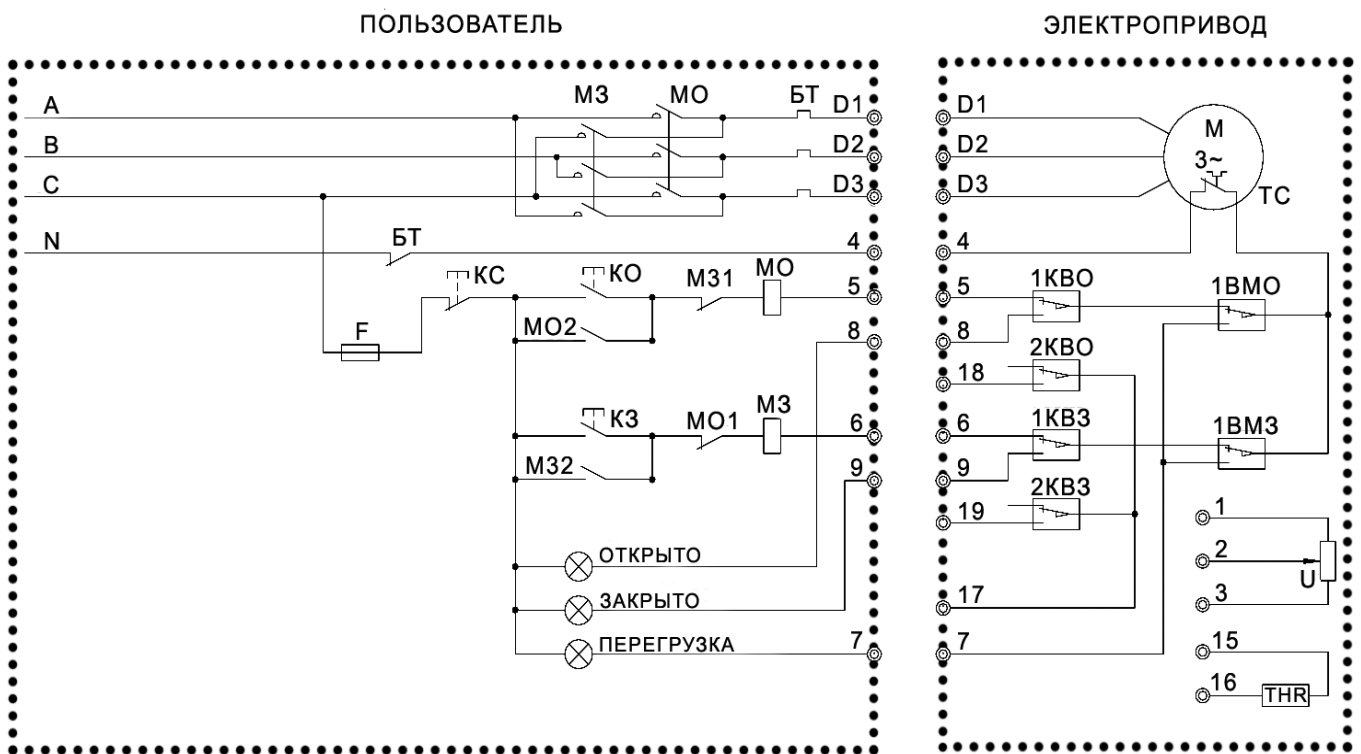 ПОЛЬЗОВАТЕЛЬ
ЭЛЕКТРОПРИВОД
A МЗ МО БТ D1
D1
B D2
D2
M
3~
C D3
D3
ТС
N БТ 4
4
КС КО МЗ1 МО 5
5 1КВО 1ВМО
F МО2 8
8
2КВО
18
КЗ МО1 МЗ 6
6 1КВЗ 1ВМЗ
МЗ2 9
9
2КВЗ
19
1
ОТКРЫТО
2
U
ЗАКРЫТО
17
3
ПЕРЕГРУЗКА 7
7
15
16 THR